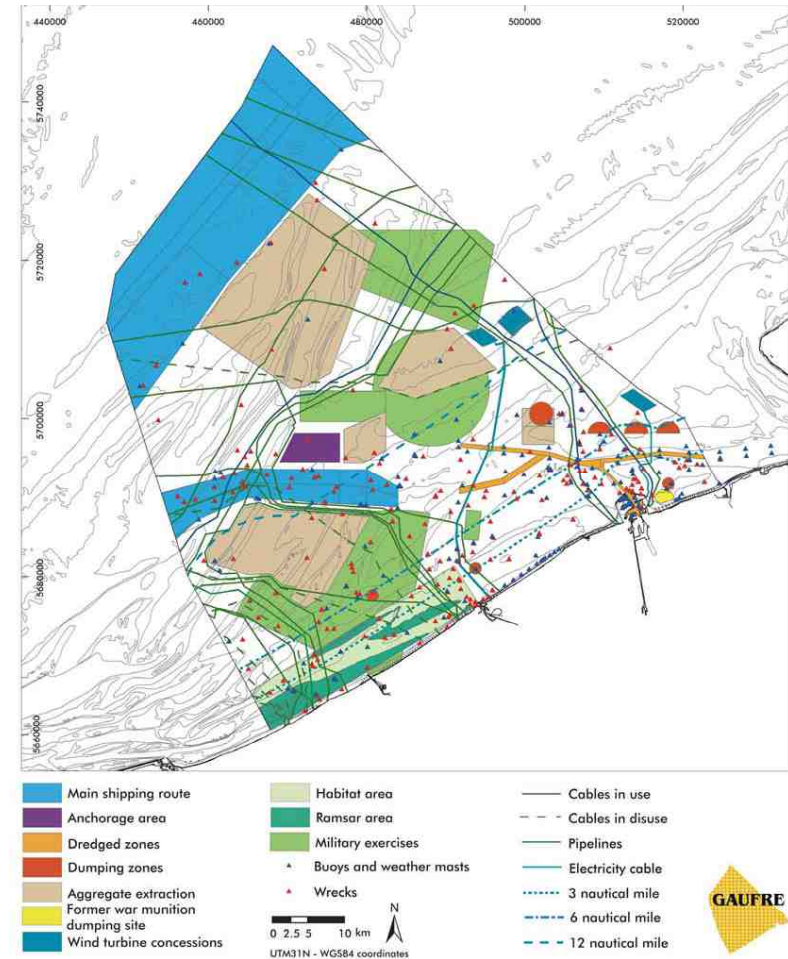 440000 460000 480000 500000 520000
5740000
5720000
5700000
5680000
5660000
Main shipping route
Anchorage area
Dredged zones
Dumping zones
Aggregate extraction
Former war munition
dumping site
Wind turbine concessions
Habitat area
Ramsar area
Military exercises
Buoys and weather masts
Wrecks
N
0 2.5 5 10 km
UTM31N - WGS84 coordinates
Cables in use
Cables in disuse
Pipelines
Electricity cable
3 nautical mile
6 nautical mile
12 nautical mile
GAUFRE